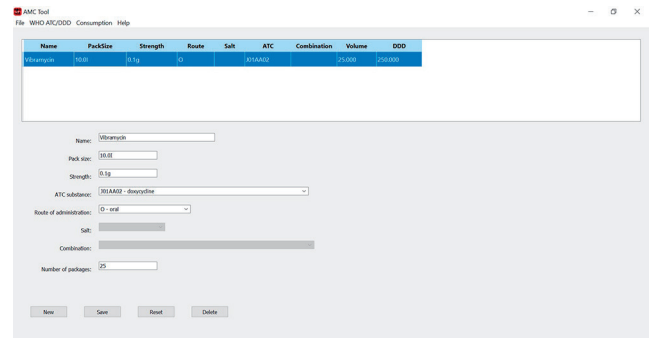 AMC Tool
File WHO ATC/DDD Consumption Help
Name PackSize Strength Route Salt ATC Combination Volume DDD
Vibramycin 10.0I 0.1g O J01AA02 25.000 250.000
Name: Vibramycin
Pack size: 10.0I
Strength: 0.1g
ATC substance: J01AA02 - doxycycline
Route of administration: O - oral
Salt:
Combination:
Number of packages: 25
New Save Reset Delete